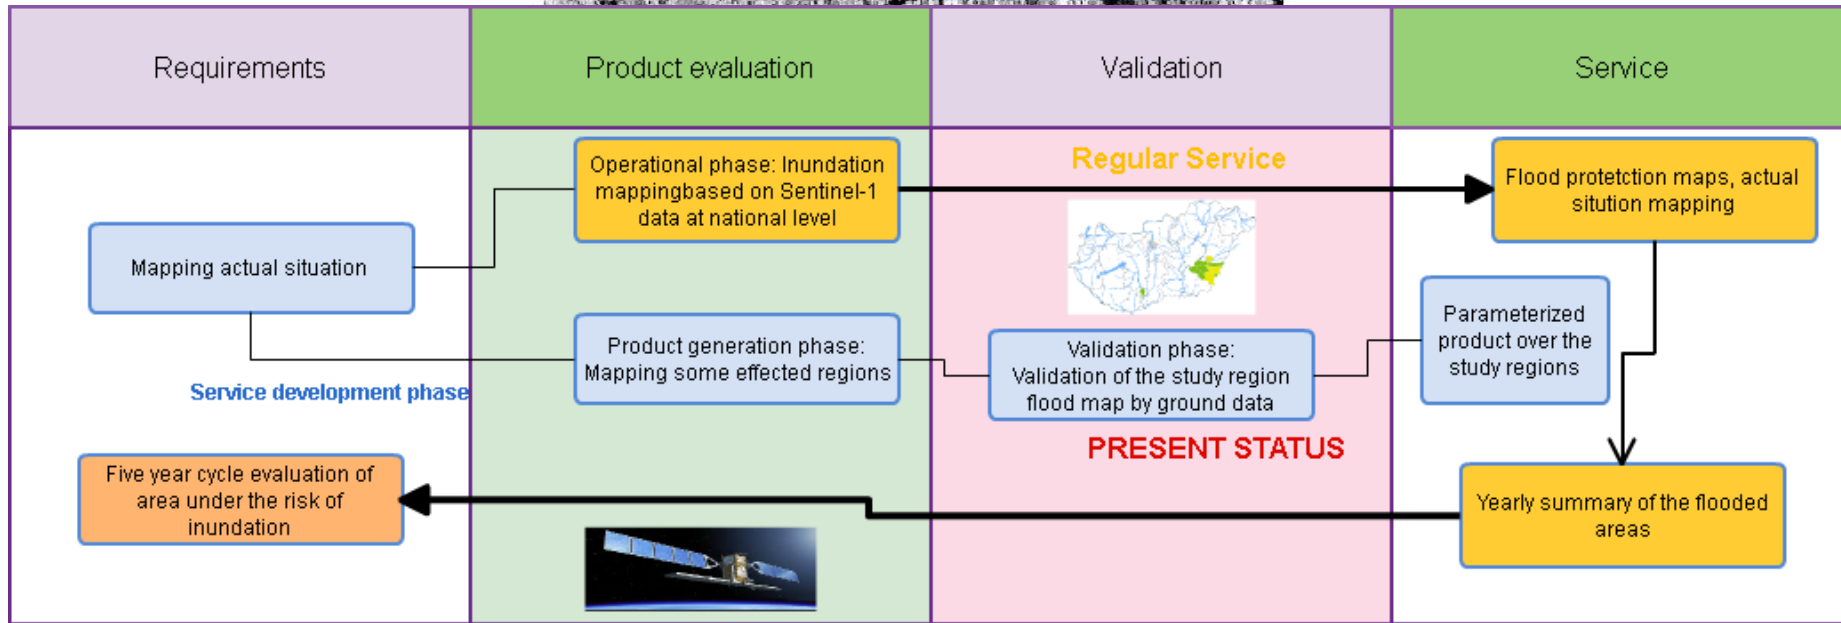 Requirements
Product evaluation
Validation
Service
Operational phase: Inundation
mappingbased on Sentinel-1
data at national level
Regular Service
Flood protetction maps, actual
sitution mapping
Mapping actual situation
Product generation phase:
Mapping some effected regions
Validation phase:
Validation of the study region
flood map by ground data
Parameterized
product over the
study regions
Service development phase
PRESENT STATUS
Five year cycle evaluation of
area under the risk of
inundation
Yearly summary of the flooded
areas